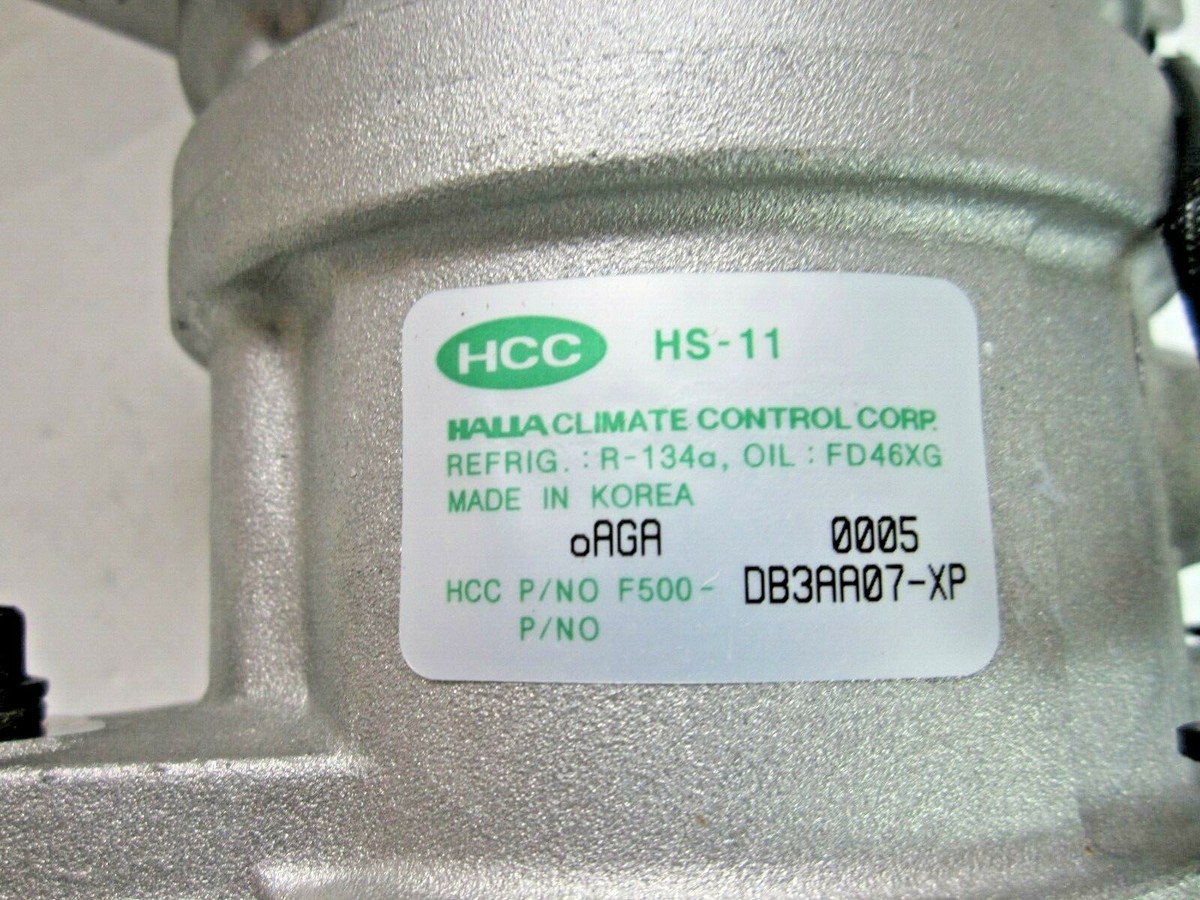 HCC HS-11
HALLA CLIMATE CONTROL CORP.
REFRIG. : R-134a, OIL : FD46XG
MADE IN KOREA
oAGA 0005
HCC P/NO F500- DB3AA07-XP
P/NO